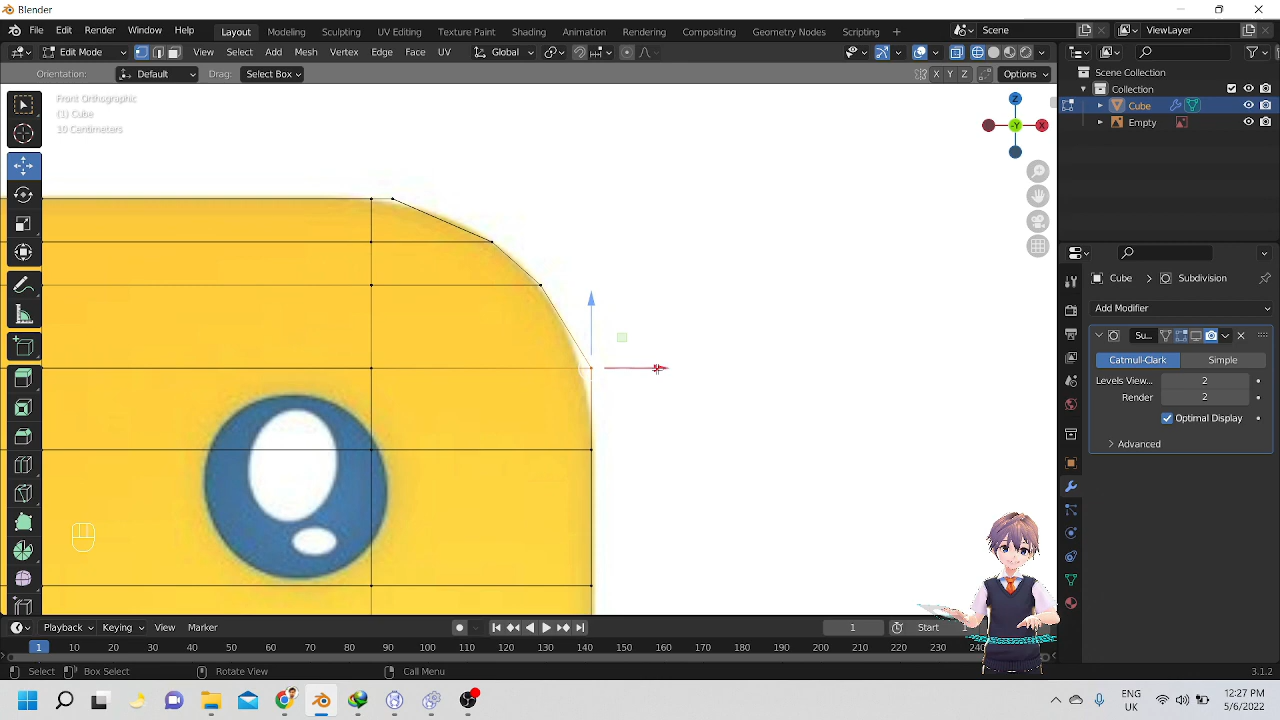 Blender
File Edit Render Window Help Layout Modeling Sculpting UV Editing Texture Paint Shading Animation Rendering Compositing Geometry Nodes Scripting + Scene ViewLayer
Edit Mode View Select Add Mesh Vertex Edge Face UV Global
Orientation: Default Drag: Select Box X Y Z Options
Scene Collection
Collection
Cube
Empty
Front Orthographic
(1) Cube
10 Centimeters
Z
-Y X
Cube > Subdivision
Add Modifier
Su...
Catmull-Clark Simple
Levels View... 2
Render 2
Optimal Display
Advanced
Playback Keying View Marker 1 Start
1 10 20 30 40 50 60 70 80 90 100 110 120 130 140 150 160 170 180 190 200 210 220 230 240
Select Box Select Rotate View Call Menu 3.1.2
ENG
UK
12:27 PM
5/6/2022